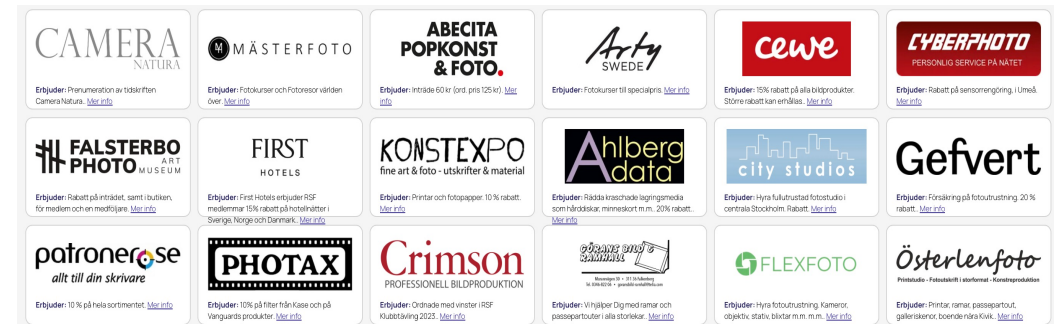 CAMERA
NATURA
Erbjuder: Prenumeration av tidskriften
Camera Natura.. Mer info
M MÄSTERFOTO
Erbjuder: Fotokurser och Fotoresor världen
över. Mer info
ABECITA
POPKONST
& FOTO.
Erbjuder: Inträde 60 kr (ord. pris 125 kr). Mer
info
Arty
SWEDE
Erbjuder: Fotokurser till specialpris. Mer info
cewe
Erbjuder: 15% rabatt på alla bildprodukter.
Större rabatt kan erhållas.. Mer info
CYBERPHOTO
PERSONLIG SERVICE PÅ NÄTET
Erbjuder: Rabatt på sensorrengöring, i Umeå.
Mer info
FALSTERBO
PHOTO ART
MUSEUM
Erbjuder: Rabatt på inträdet, samt i butiken,
för medlem och en medföljare. Mer info
FIRST
HOTELS
Erbjuder: First Hotels erbjuder RSF
medlemmar 15% rabatt på hotellnätter i
Sverige, Norge och Danmark.. Mer info
KONSTEXPO
fine art & foto - utskrifter & material
Erbjuder: Printar och fotopapper. 10 % rabatt.
Mer info
Ahlberg
data
Erbjuder: Rädda kraschade lagringsmedia
som hårddiskar, minneskort m.m.. 20% rabatt..
Mer info
city studios
Erbjuder: Hyra fullutrustad fotostudio i
centrala Stockholm. Rabatt. Mer info
Gefvert
Erbjuder: Försäkring på fotoutrustning. 20 %
rabatt.. Mer info
patroner.se
allt till din skrivare
Erbjuder: 10 % på hela sortimentet. Mer info
PHOTAX
Erbjuder: 10% på filter från Kase och på
Vanguards produkter. Mer info
Crimson
PROFESSIONELL BILDPRODUKTION
Erbjuder: Ordnade med vinster i RSF
Klubbtävling 2023.. Mer info
GÖRANS BILD &
RAMHALL
Erbjuder: Vi hjälper Dig med ramar och
passepartouter i alla storlekar.. Mer info
FLEXFOTO
Erbjuder: Hyra fotoutrustning, Kameror,
objektiv, stativ, blixtar m.m. m.m.. Mer info
Österlenfoto
Printstudio - Fotoutskrift i storformat - Konstreproduktion
Erbjuder: Printar, ramar, passepartout,
galleriskenor, boende nära Kivik.. Mer info